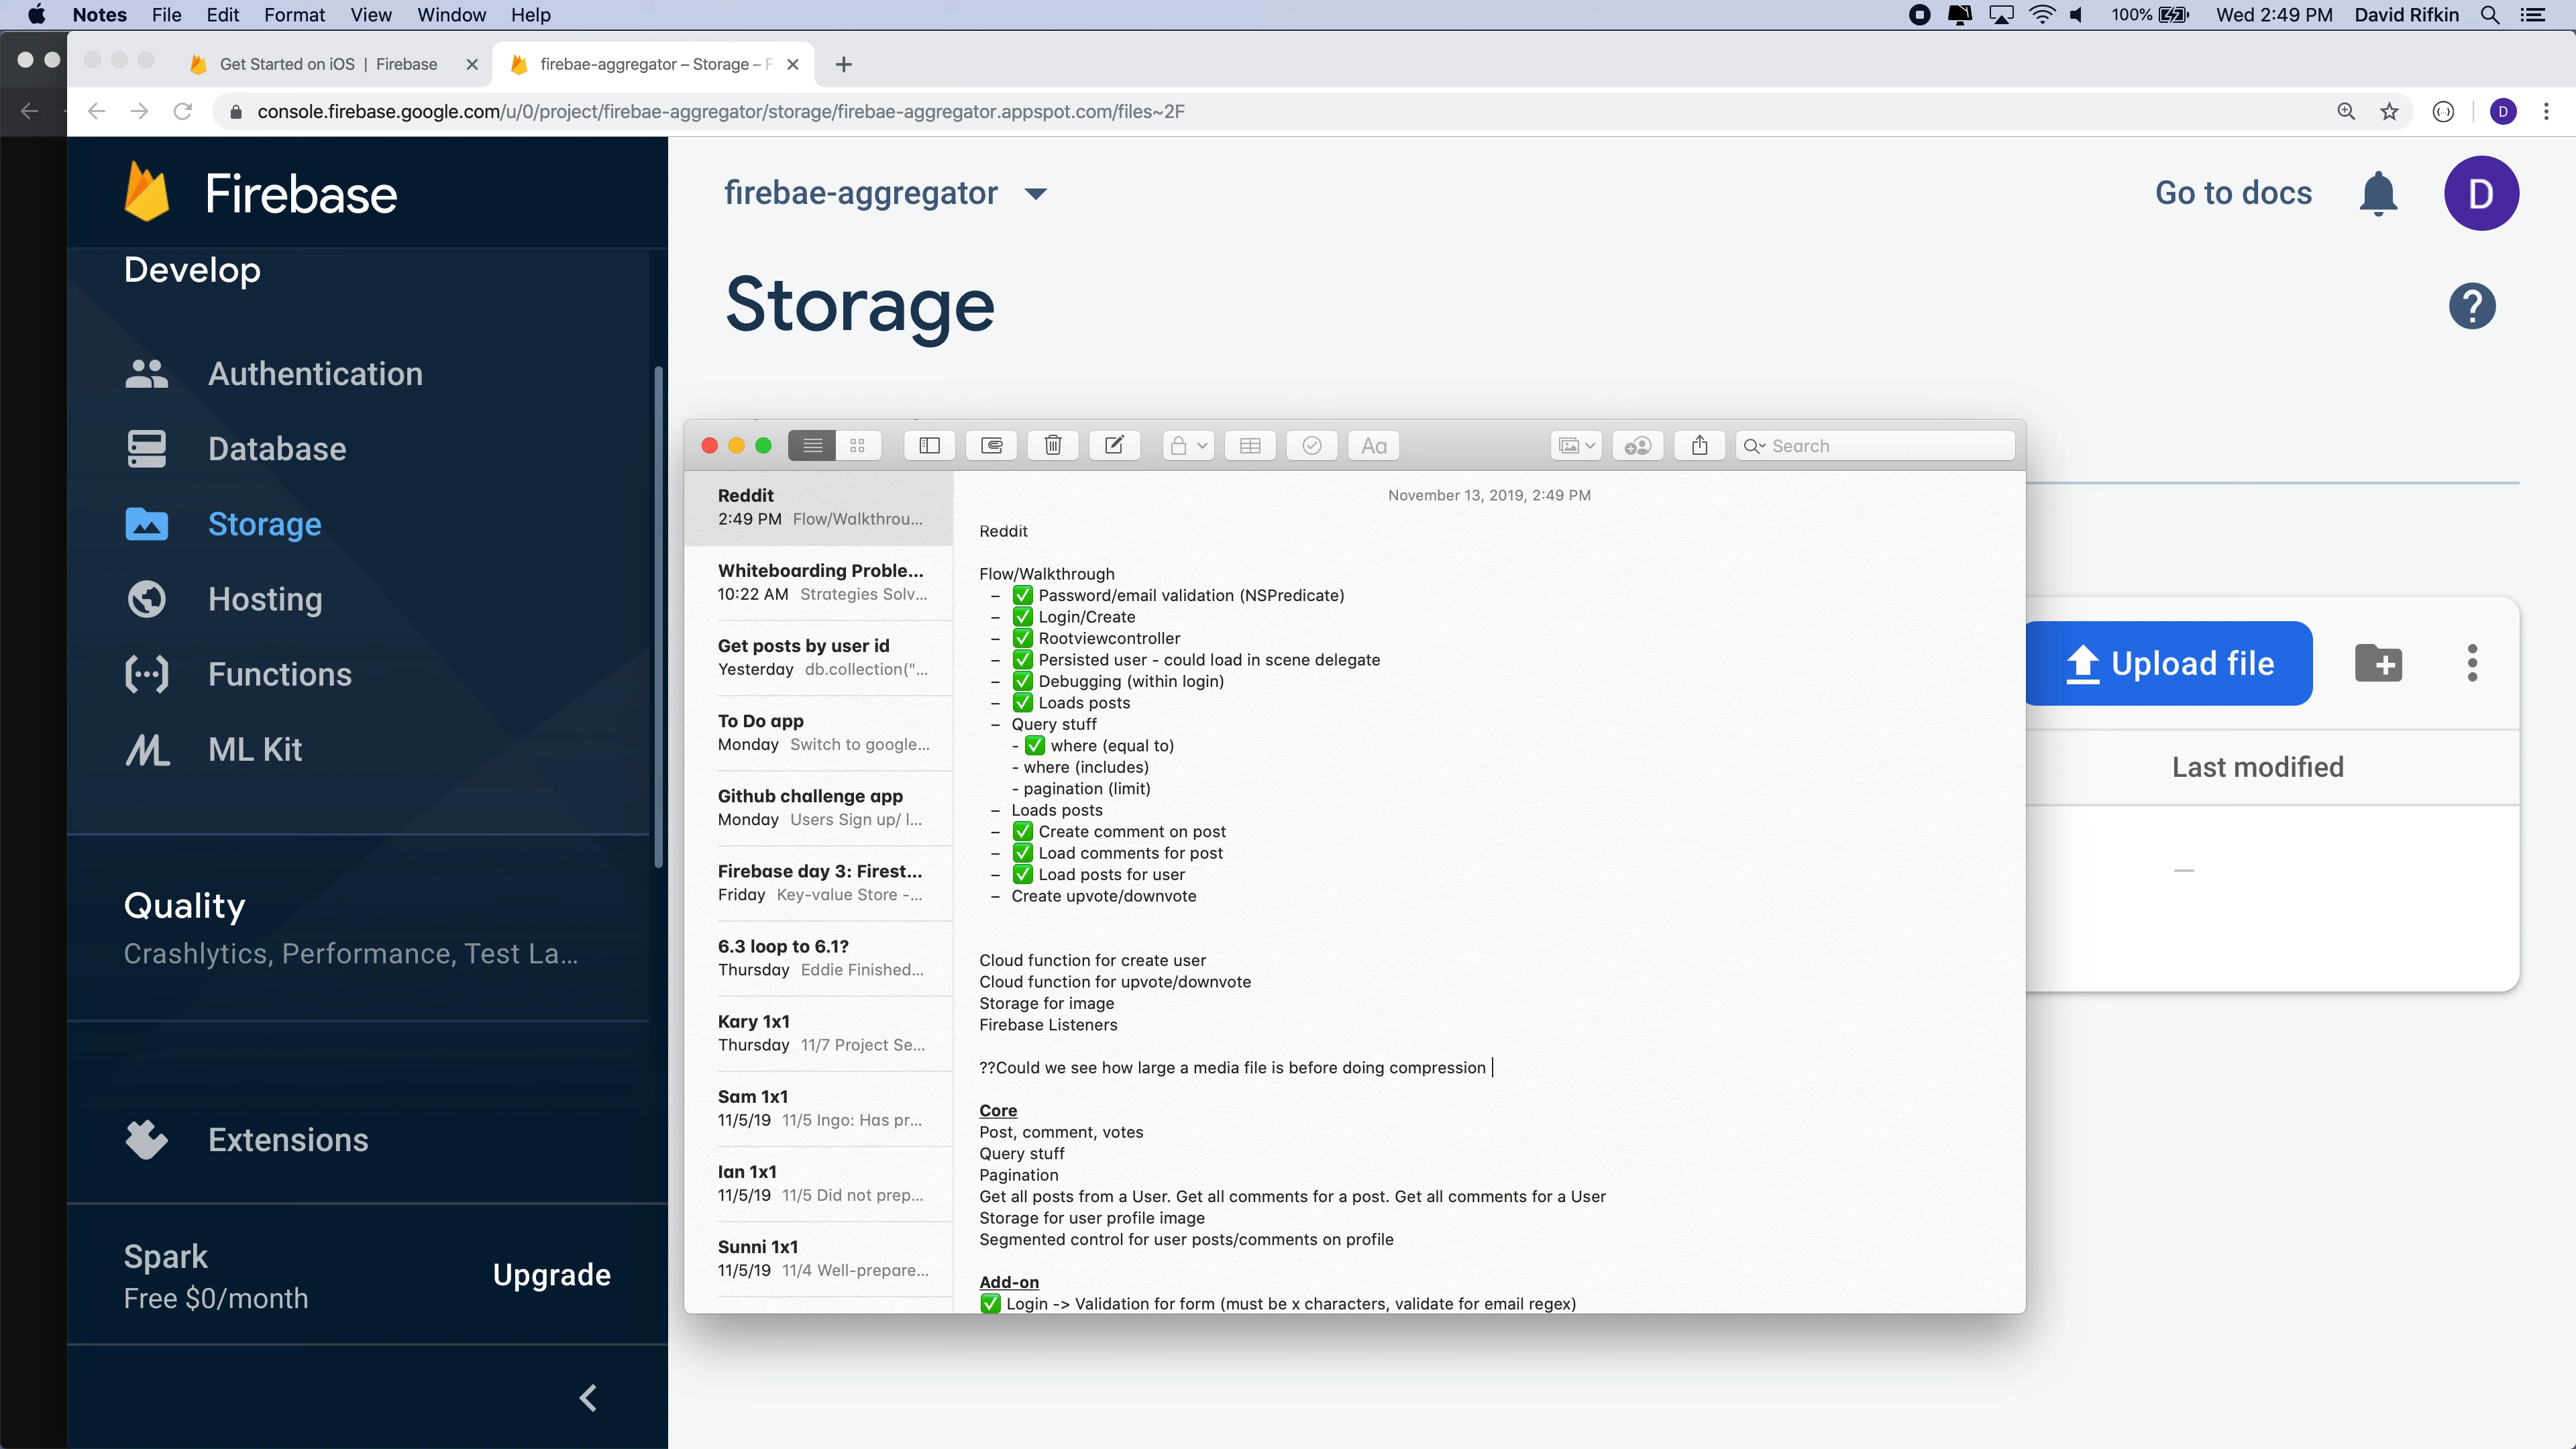 Notes File Edit Format View Window Help
100% Wed 2:49 PM David Rifkin
Get Started on iOS | Firebase
firebae-aggregator – Storage – F
console.firebase.google.com/u/0/project/firebae-aggregator/storage/firebae-aggregator.appspot.com/files~2F
D
Firebase
Develop
Authentication
Database
Storage
Hosting
Functions
ML Kit
Quality
Crashlytics, Performance, Test La...
Extensions
Spark
Free $0/month
Upgrade
firebae-aggregator
Go to docs
D
Storage
?
Upload file
Last modified
—
Aa
Search
Reddit
2:49 PM Flow/Walkthrou...
Whiteboarding Proble...
10:22 AM Strategies Solv...
Get posts by user id
Yesterday db.collection("...
To Do app
Monday Switch to google...
Github challenge app
Monday Users Sign up/ l...
Firebase day 3: Firest...
Friday Key-value Store -...
6.3 loop to 6.1?
Thursday Eddie Finished...
Kary 1x1
Thursday 11/7 Project Se...
Sam 1x1
11/5/19 11/5 Ingo: Has pr...
Ian 1x1
11/5/19 11/5 Did not prep...
Sunni 1x1
11/5/19 11/4 Well-prepare...
November 13, 2019, 2:49 PM
Reddit
Flow/Walkthrough
– ✅ Password/email validation (NSPredicate)
– ✅ Login/Create
– ✅ Rootviewcontroller
– ✅ Persisted user - could load in scene delegate
– ✅ Debugging (within login)
– ✅ Loads posts
– Query stuff
- ✅ where (equal to)
- where (includes)
- pagination (limit)
– Loads posts
– ✅ Create comment on post
– ✅ Load comments for post
– ✅ Load posts for user
– Create upvote/downvote
Cloud function for create user
Cloud function for upvote/downvote
Storage for image
Firebase Listeners
??Could we see how large a media file is before doing compression
Core
Post, comment, votes
Query stuff
Pagination
Get all posts from a User. Get all comments for a post. Get all comments for a User
Storage for user profile image
Segmented control for user posts/comments on profile
Add-on
✅ Login -> Validation for form (must be x characters, validate for email regex)